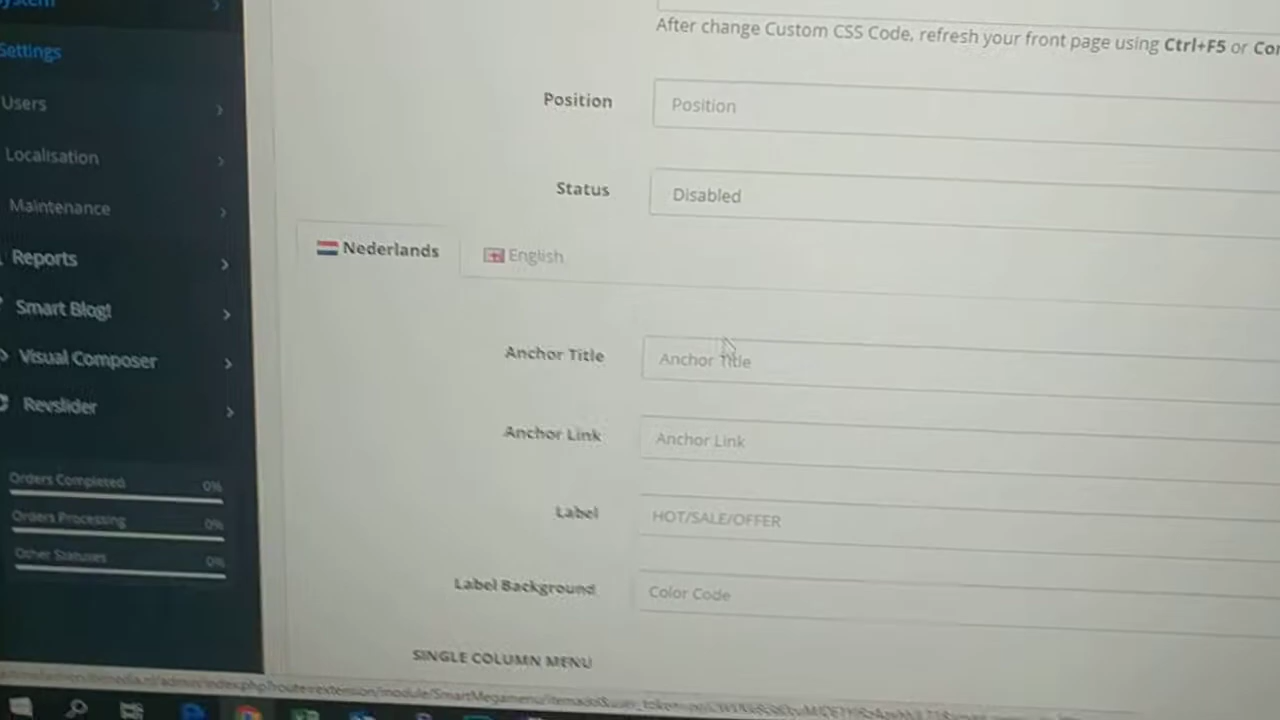 System
Settings
Users
Localisation
Maintenance
Reports
Smart Blog!
Visual Composer
Revslider
Orders Completed 0%
Orders Processing 0%
Other Statuses 0%
After change Custom CSS Code, refresh your front page using Ctrl+F5 or
Position Position
Status Disabled
Nederlands English
Anchor Title Anchor Title
Anchor Link Anchor Link
Label HOT/SALE/OFFER
Label Background Color Code
SINGLE COLUMN MENU